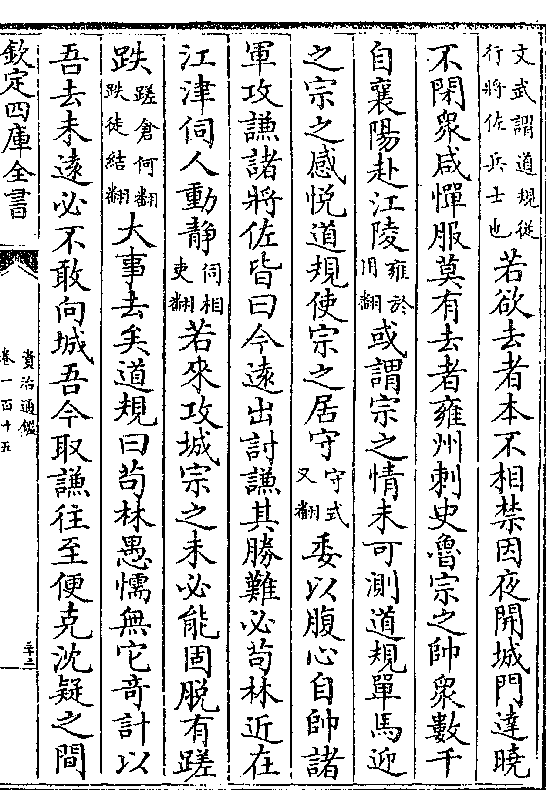 文武謂道規從
行將佐兵士也
若欲去者本不相禁因夜開城門達曉
不閉衆咸憚服莫有去者雍州刺史魯宗之帥衆數千
自襄陽赴江陵
雍於
用翻
或謂宗之情未可測道規單馬迎
之宗之感悅道規使宗之居守
守式
又翻
委以腹心自帥諸
軍攻謙諸將佐皆曰今遠出討謙其勝難必苟林近在
江津伺人動靜
伺相
吏翻
若來攻城宗之未必能固脫有蹉
跌
蹉倉何翻
跌徒結翻
大事去矣道規曰苟林愚懦無它奇計以
吾去未遠必不敢向城吾今取謙往至便克沈疑之間
欽定四庫全書
資治通鑑
卷一百十五
三十三